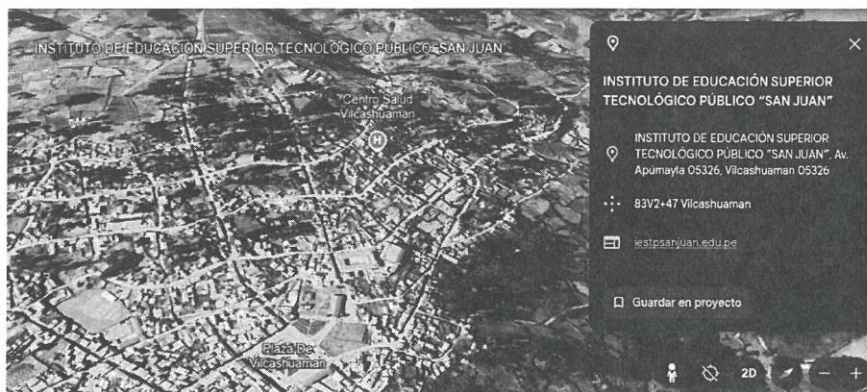 INSTITUTO DE EDUCACIÓN SUPERIOR TECNOLÓGICO PÚBLICO "SAN JUAN"
Centro Salud
Vilcashuaman
H
Plaza De
Vilcashuamán
INSTITUTO DE EDUCACIÓN SUPERIOR
TECNOLÓGICO PÚBLICO "SAN JUAN"
INSTITUTO DE EDUCACIÓN SUPERIOR
TECNOLÓGICO PÚBLICO "SAN JUAN", Av.
Apumayla 05326, Vilcashuaman 05326
83V2+47 Vilcashuaman
iestpsanjuan.edu.pe
Guardar en proyecto
2D